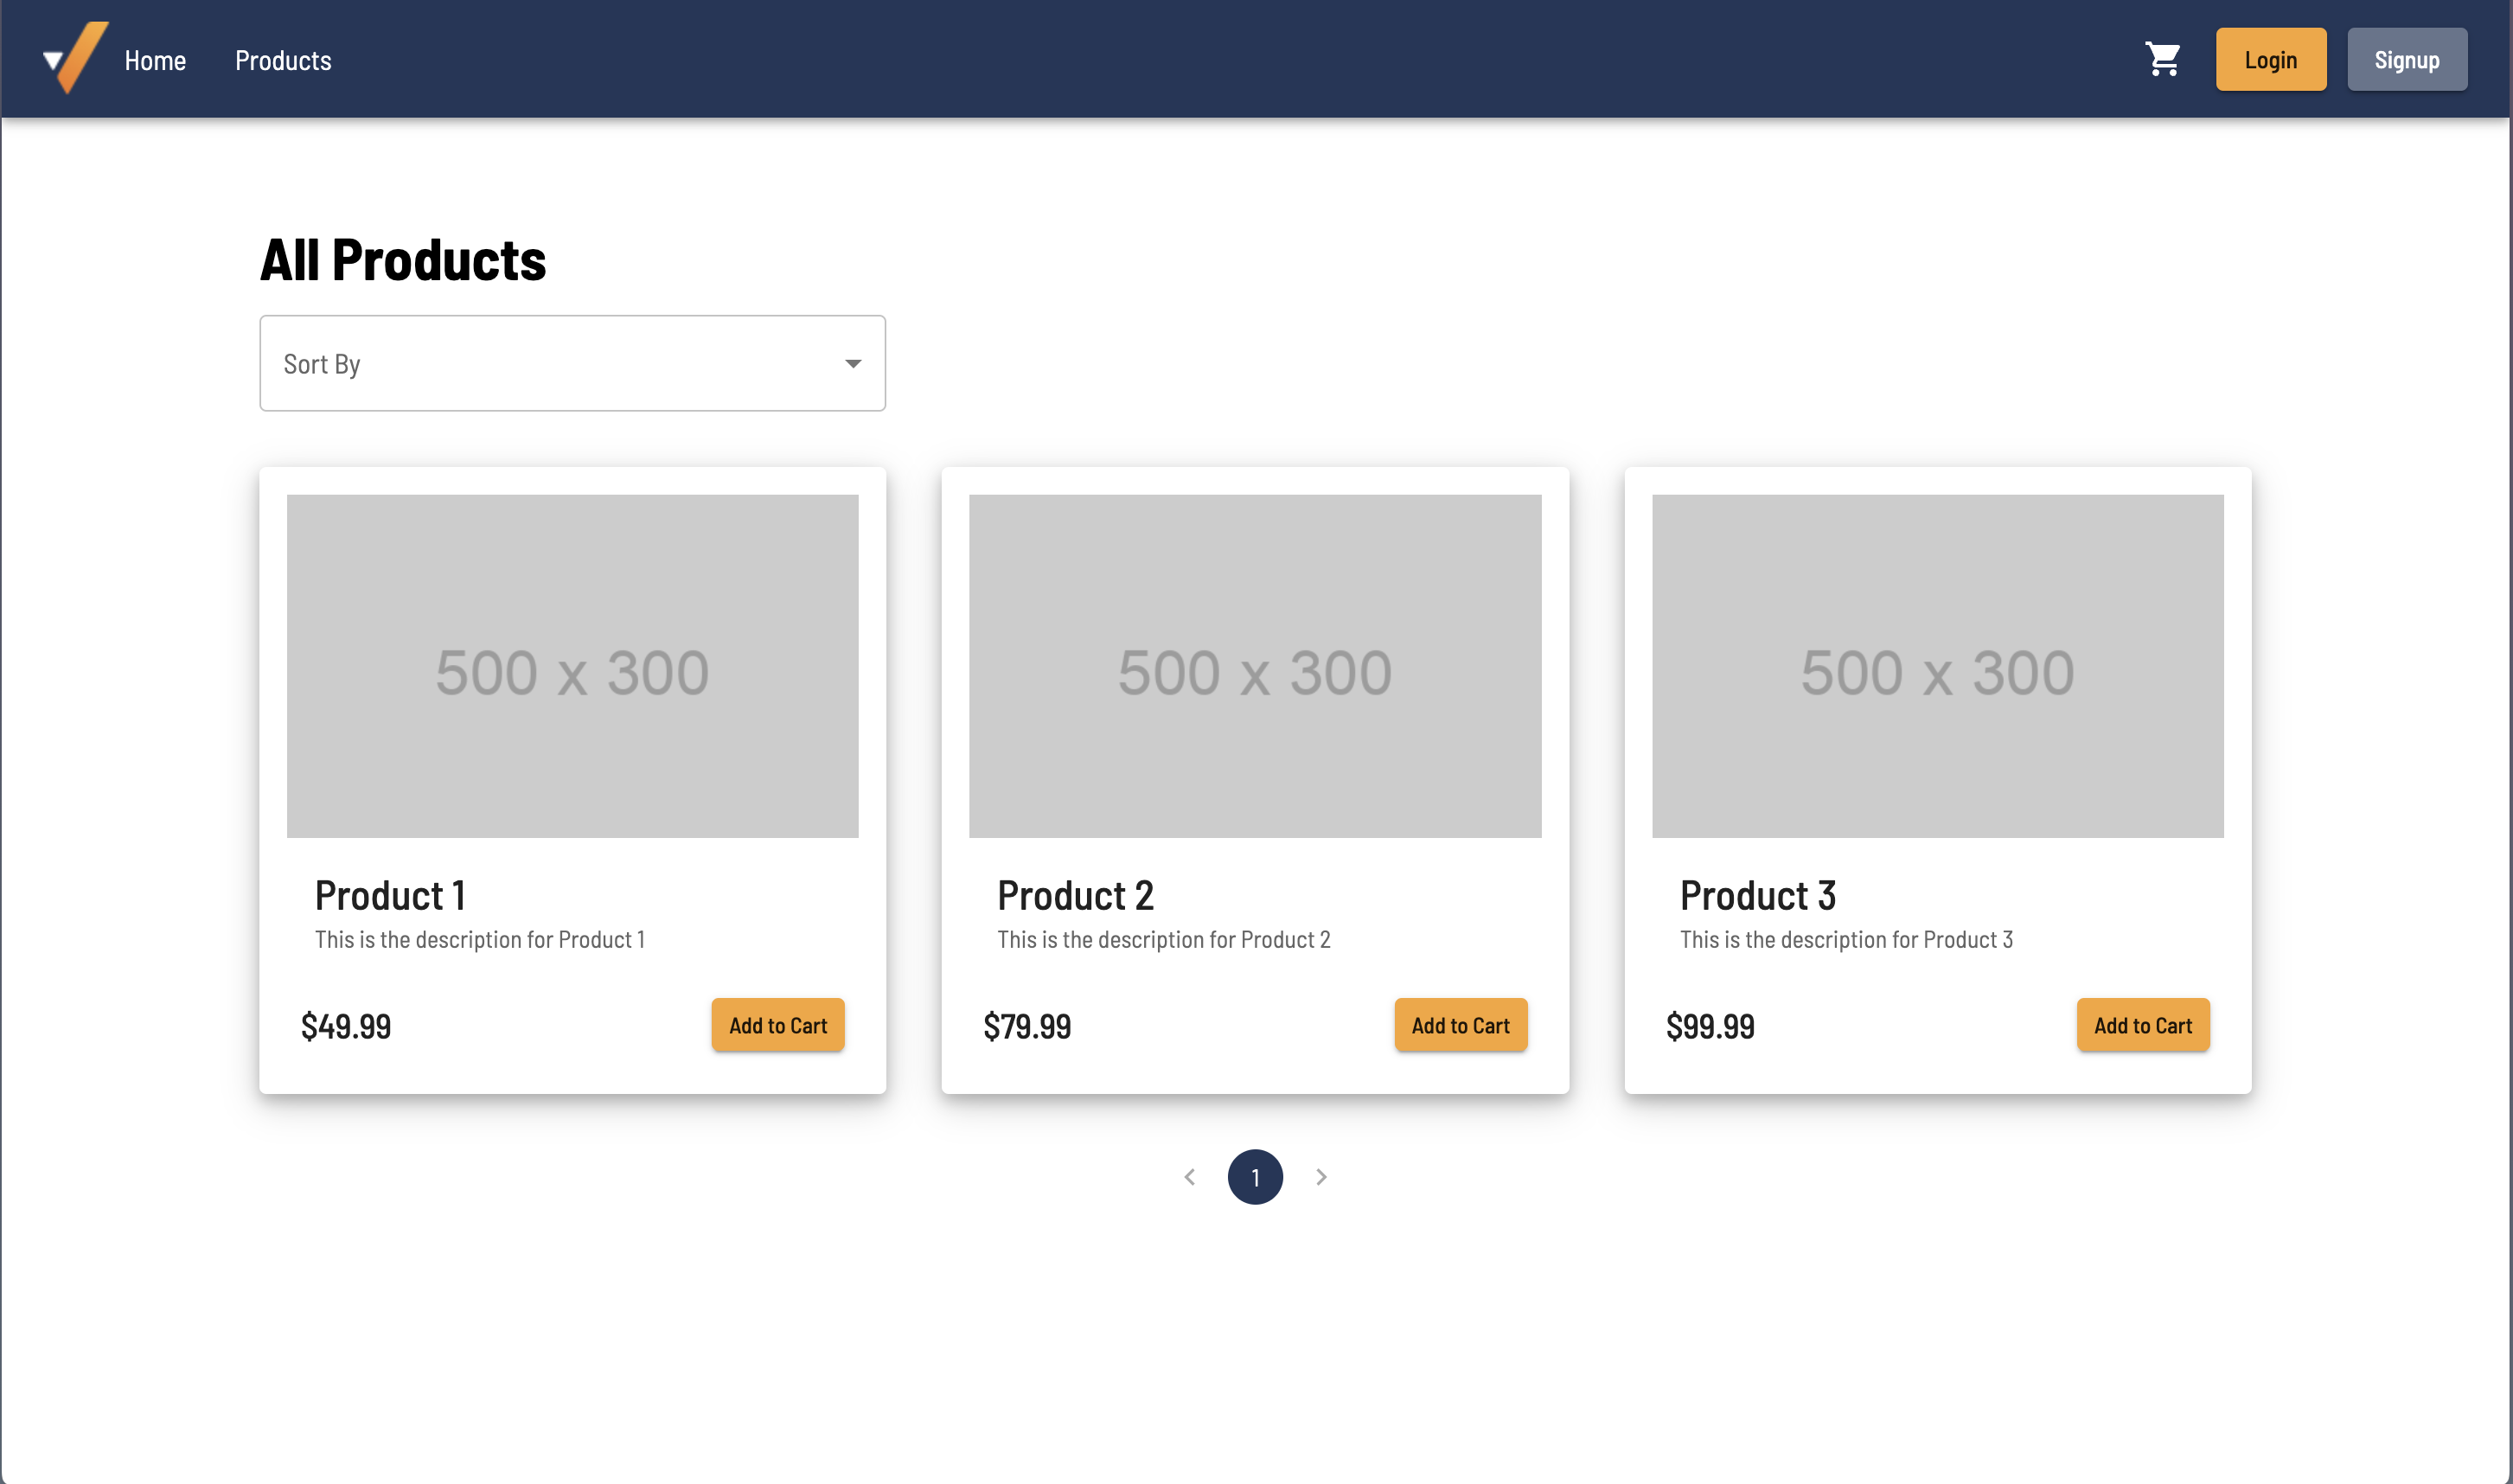 Home Products Login Signup
All Products
Sort By
500 x 300 500 x 300 500 x 300
Product 1 Product 2 Product 3
This is the description for Product 1 This is the description for Product 2 This is the description for Product 3
$49.99 Add to Cart $79.99 Add to Cart $99.99 Add to Cart
1